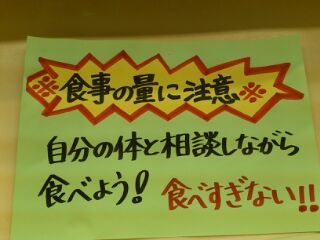 ※食事の量に注意※
自分の体と相談しながら
食べよう! 食べすぎない!!